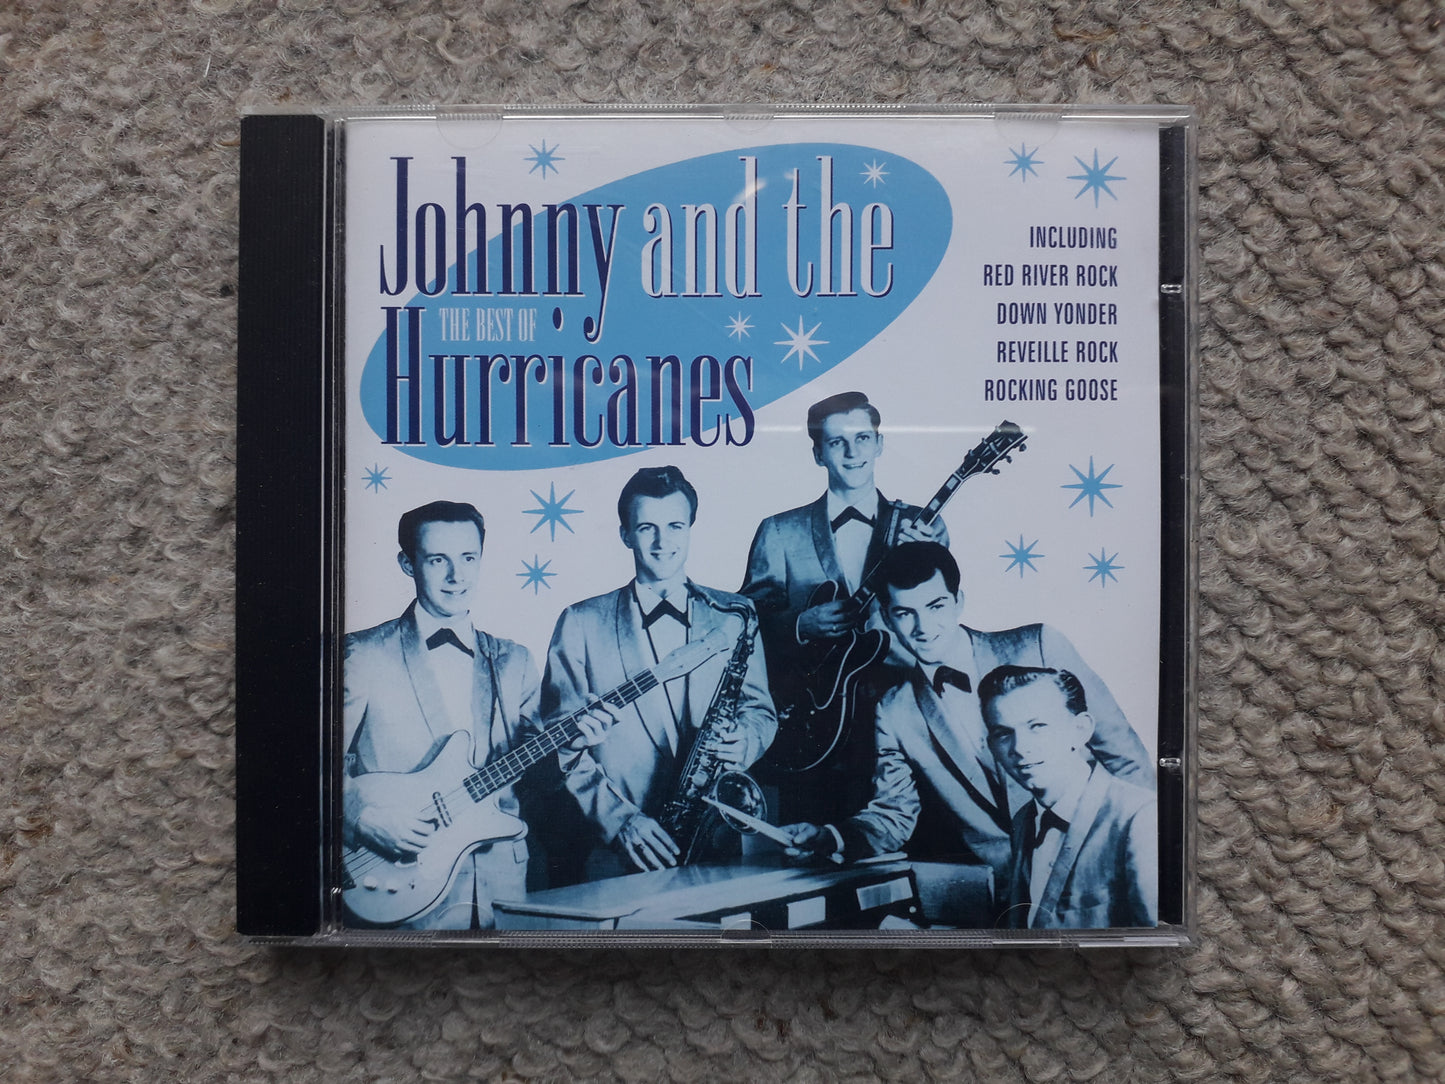 Johnny and the
THE BEST OF
Hurricanes
INCLUDING
RED RIVER ROCK
DOWN YONDER
REVEILLE ROCK
ROCKING GOOSE